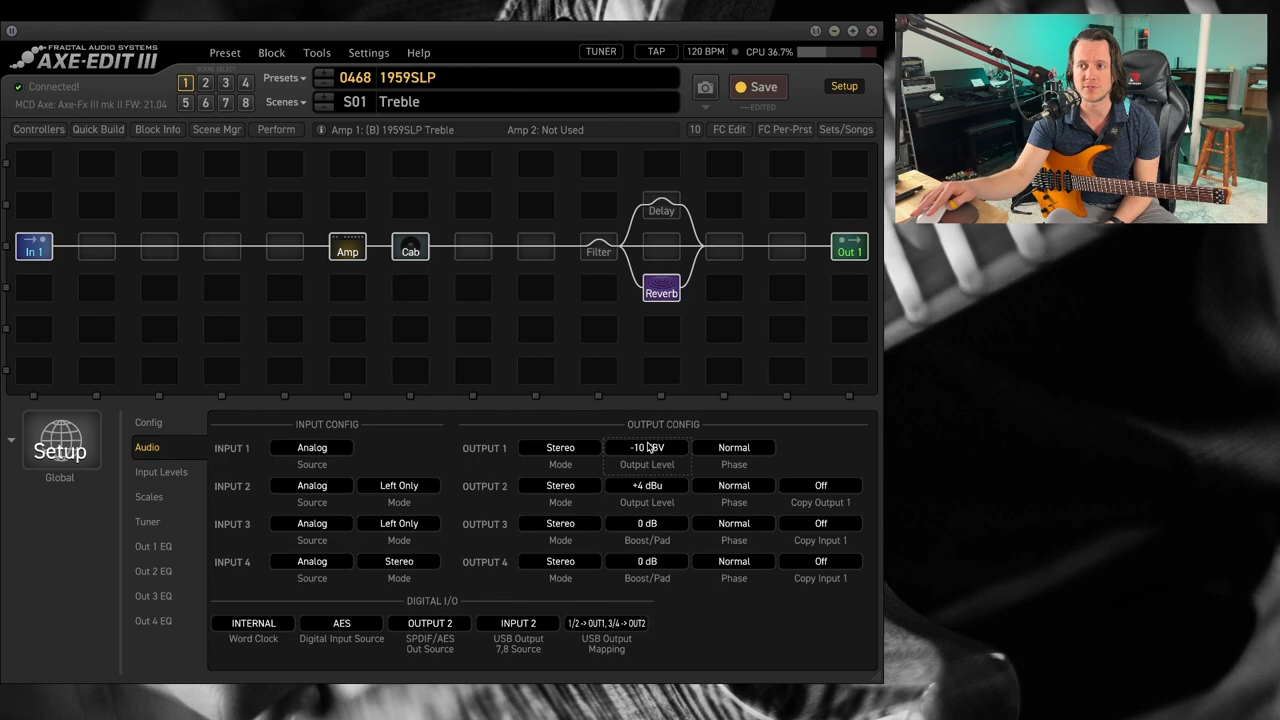 FRACTAL AUDIO SYSTEMS
AXE-EDIT III
Preset Block Tools Settings Help
TUNER TAP 120 BPM CPU 36.7%
SCENE SELECT
Connected!
MCD Axe: Axe-Fx III mk II FW: 21.04
1 2 3 4
5 6 7 8
Presets 0468 1959SLP
Scenes S01 Treble
Save
EDITED
Setup
Controllers Quick Build Block Info Scene Mgr Perform Amp 1: (B) 1959SLP Treble Amp 2: Not Used 10 FC Edit FC Per-Prst Sets/Songs
Delay
In 1 Amp Cab Filter Out 1
Reverb
Setup
Global
Config
Audio
Input Levels
Scales
Tuner
Out 1 EQ
Out 2 EQ
Out 3 EQ
Out 4 EQ
INPUT CONFIG
INPUT 1 Analog
Source
INPUT 2 Analog Left Only
Source Mode
INPUT 3 Analog Left Only
Source Mode
INPUT 4 Analog Stereo
Source Mode
OUTPUT CONFIG
OUTPUT 1 Stereo -10 dBV Normal
Mode Output Level Phase
OUTPUT 2 Stereo +4 dBu Normal Off
Mode Output Level Phase Copy Output 1
OUTPUT 3 Stereo 0 dB Normal Off
Mode Boost/Pad Phase Copy Input 1
OUTPUT 4 Stereo 0 dB Normal Off
Mode Boost/Pad Phase Copy Input 1
DIGITAL I/O
INTERNAL AES OUTPUT 2 INPUT 2 1/2 -> OUT1, 3/4 -> OUT2
Word Clock Digital Input Source SPDIF/AES USB Output USB Output
Out Source 7,8 Source Mapping